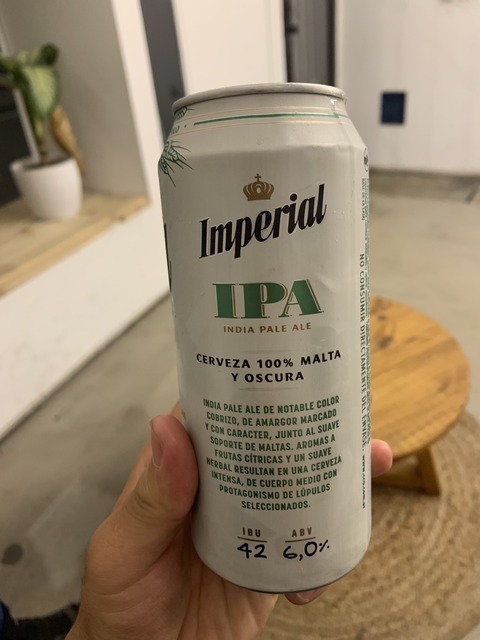 Imperial
IPA
INDIA PALE ALE
CERVEZA 100% MALTA
Y OSCURA
INDIA PALE ALE DE NOTABLE COLOR
COBRIZO, DE AMARGOR MARCADO
Y CON CARACTER, JUNTO AL SUAVE
SOPORTE DE MALTAS. AROMAS A
FRUTAS CÍTRICAS Y UN SUAVE
HERBAL RESULTAN EN UNA CERVEZA
INTENSA, DE CUERPO MEDIO CON
PROTAGONISMO DE LÚPULOS
SELECCIONADOS.
IBU ABV
42 6,0%
NO CONSUMIR DIRECTAMENTE DEL ENVASE.